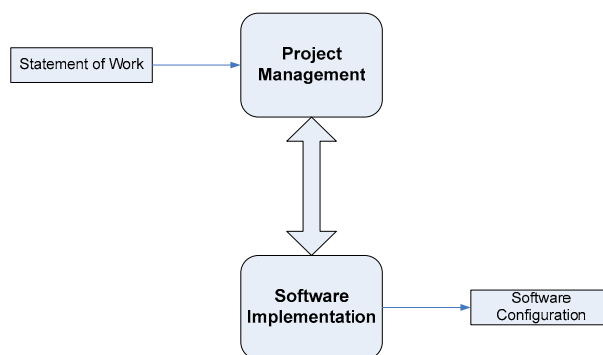 Statement of Work
Project
Management
Software
Implementation
Software
Configuration